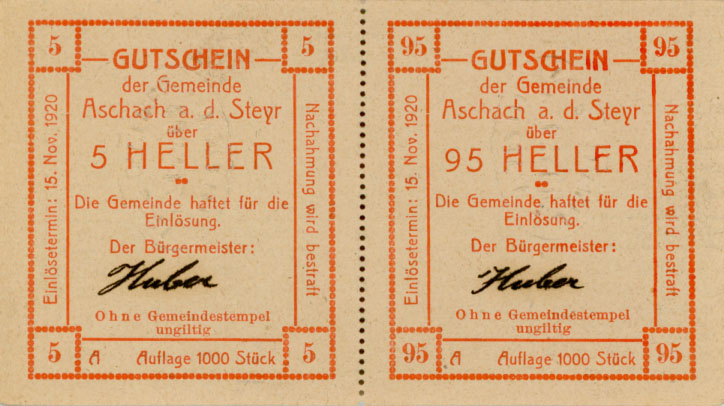 5 5
GUTSCHEIN
der Gemeinde
Aschach a. d. Steyr
über
5 HELLER
Die Gemeinde haftet für die
Einlösung.
Der Bürgermeister:
Huber
Ohne Gemeindestempel
ungiltig
5 A Auflage 1000 Stück 5
Einlösetermin: 15. Nov. 1920
Nachahmung wird bestraft
95 95
GUTSCHEIN
der Gemeinde
Aschach a. d. Steyr
über
95 HELLER
Die Gemeinde haftet für die
Einlösung.
Der Bürgermeister:
Huber
Ohne Gemeindestempel
ungiltig
95 A Auflage 1000 Stück 95
Einlösetermin: 15. Nov. 1920
Nachahmung wird bestraft